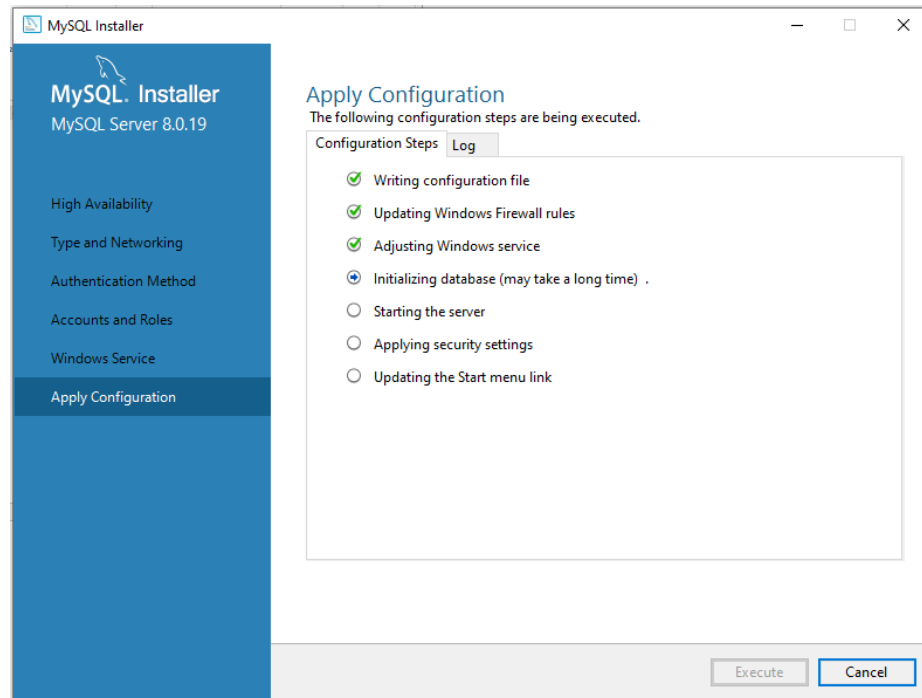 MySQL Installer
MySQL. Installer
MySQL Server 8.0.19
High Availability
Type and Networking
Authentication Method
Accounts and Roles
Windows Service
Apply Configuration
Apply Configuration
The following configuration steps are being executed.
Configuration Steps
Log
Writing configuration file
Updating Windows Firewall rules
Adjusting Windows service
Initializing database (may take a long time) .
Starting the server
Applying security settings
Updating the Start menu link
Execute
Cancel